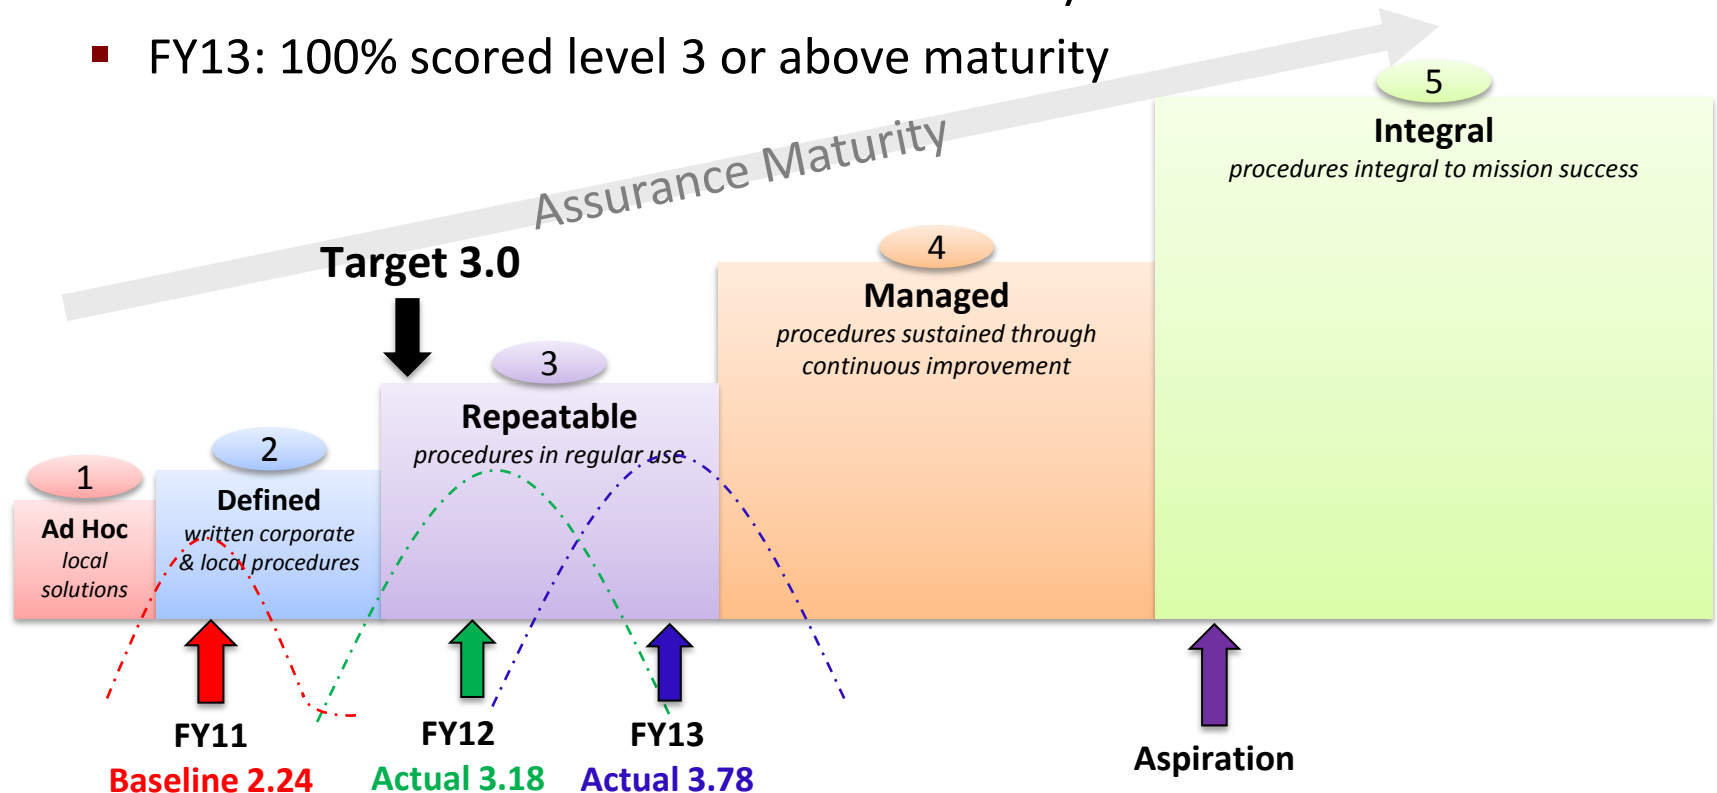 ▪ FY13: 100% scored level 3 or above maturity
Assurance Maturity
Target 3.0
1
Ad Hoc
local
solutions
2
Defined
written corporate
& local procedures
3
Repeatable
procedures in regular use
4
Managed
procedures sustained through
continuous improvement
5
Integral
procedures integral to mission success
FY11
Baseline 2.24
FY12
Actual 3.18
FY13
Actual 3.78
Aspiration